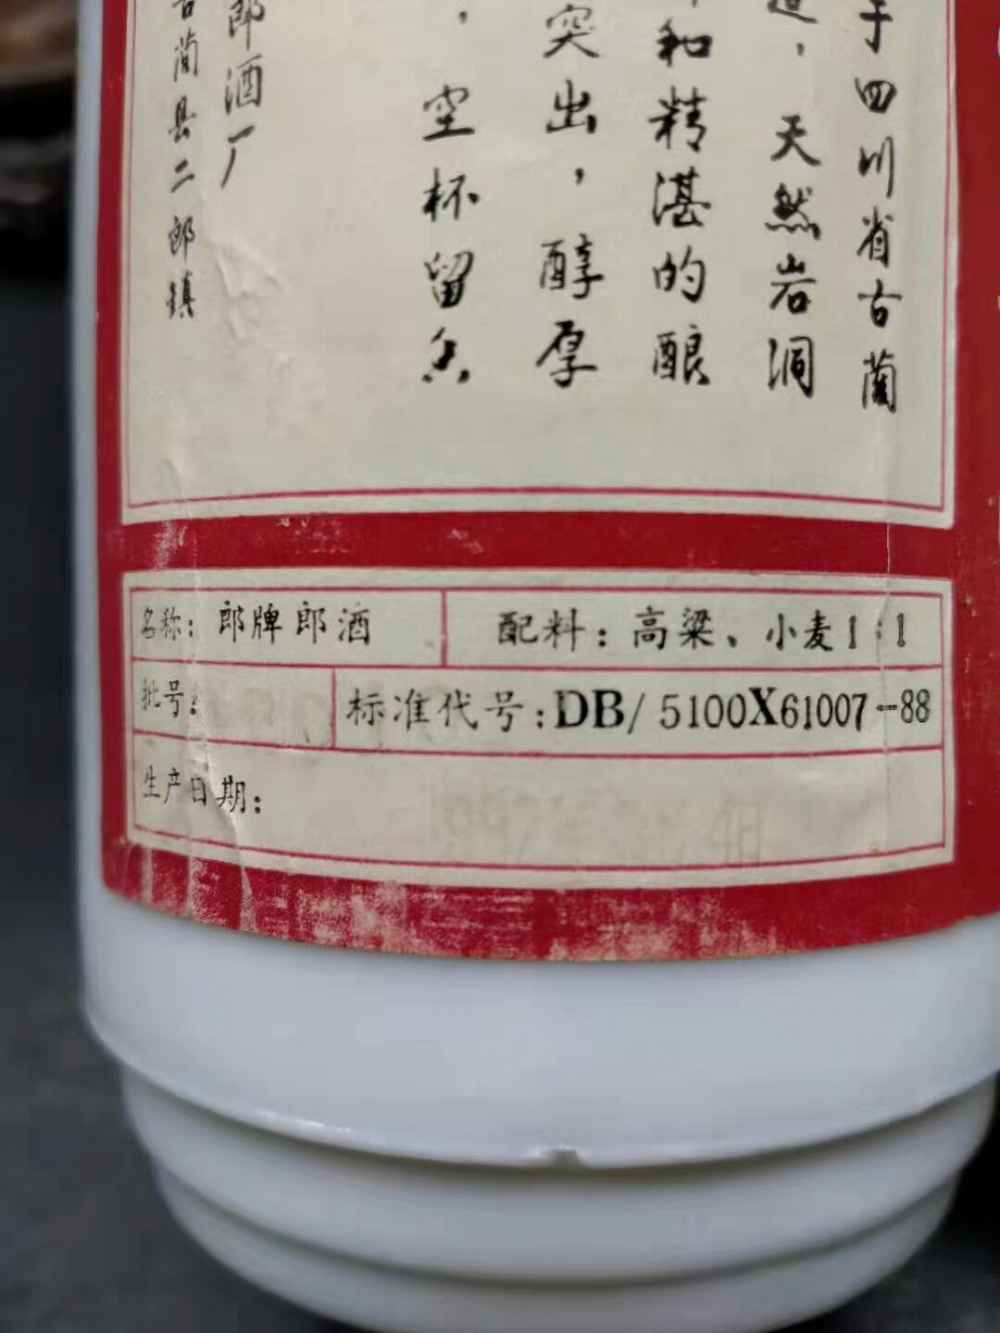 于四川省古蔺
，天然岩洞
和精湛的酿
突出，醇厚
，空杯留香
郎酒厂
古蔺县二郎镇
名称：郎牌郎酒
配料：高粱、小麦1:1
批号：
标准代号：DB/5100X61007-88
生产日期：